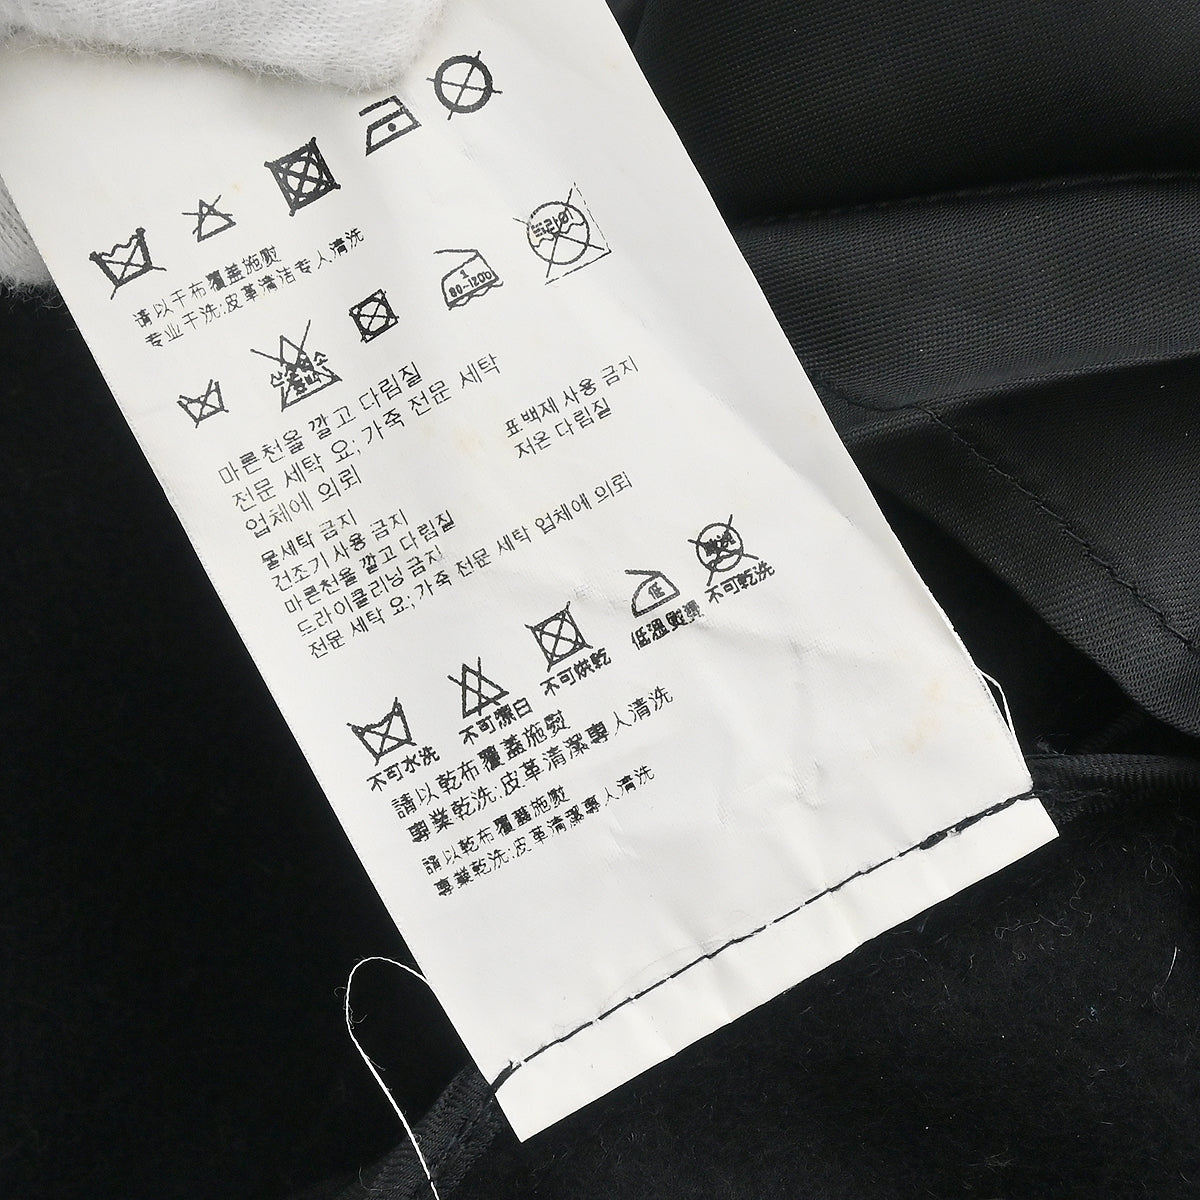 请以干布覆盖施熨
专业干洗;皮革清洁专人清洗
80~120D
드라이
마른천을 깔고 다림질
전문 세탁 요; 가죽 전문 세탁
업체에 의뢰
표백제 사용 금지
저온 다림질
물세탁 금지
건조기 사용 금지
마른천을 깔고 다림질
드라이클리닝 금지
전문 세탁 요; 가죽 전문 세탁 업체에 의뢰
低
不可水洗
不可漂白
不可烘乾
低溫熨燙
不可乾洗
請以乾布覆蓋施熨
專業乾洗;皮革清潔專人清洗
請以乾布覆蓋施熨
專業乾洗;皮革清潔專人清洗